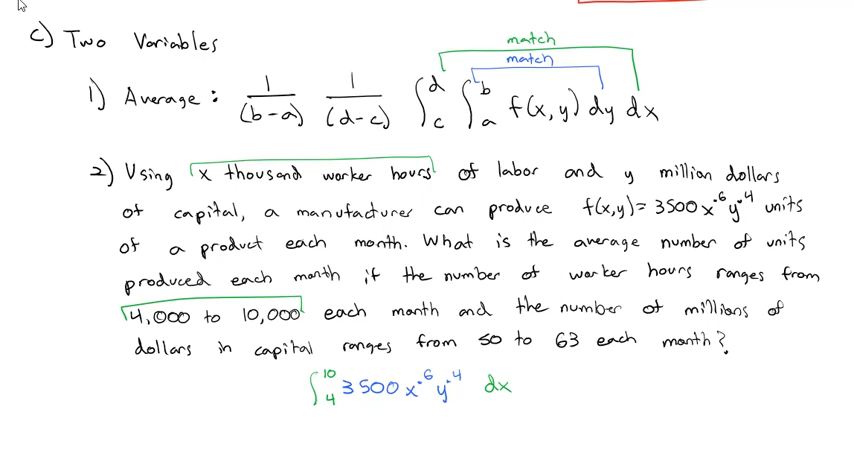 match
match
c) Two Variables
1) Average: 1/(b-a) 1/(d-c) ∫_c^d ∫_a^b f(x,y) dy dx
2) Using x thousand worker hours of labor and y million dollars
of capital, a manufacturer can produce f(x,y)=3500x^.6 y^.4 units
of a product each month. What is the average number of units
produced each month if the number of worker hours ranges from
4,000 to 10,000 each month and the number of millions of
dollars in capital ranges from 50 to 63 each month?
∫_4^10 3500x^.6 y^.4 dx